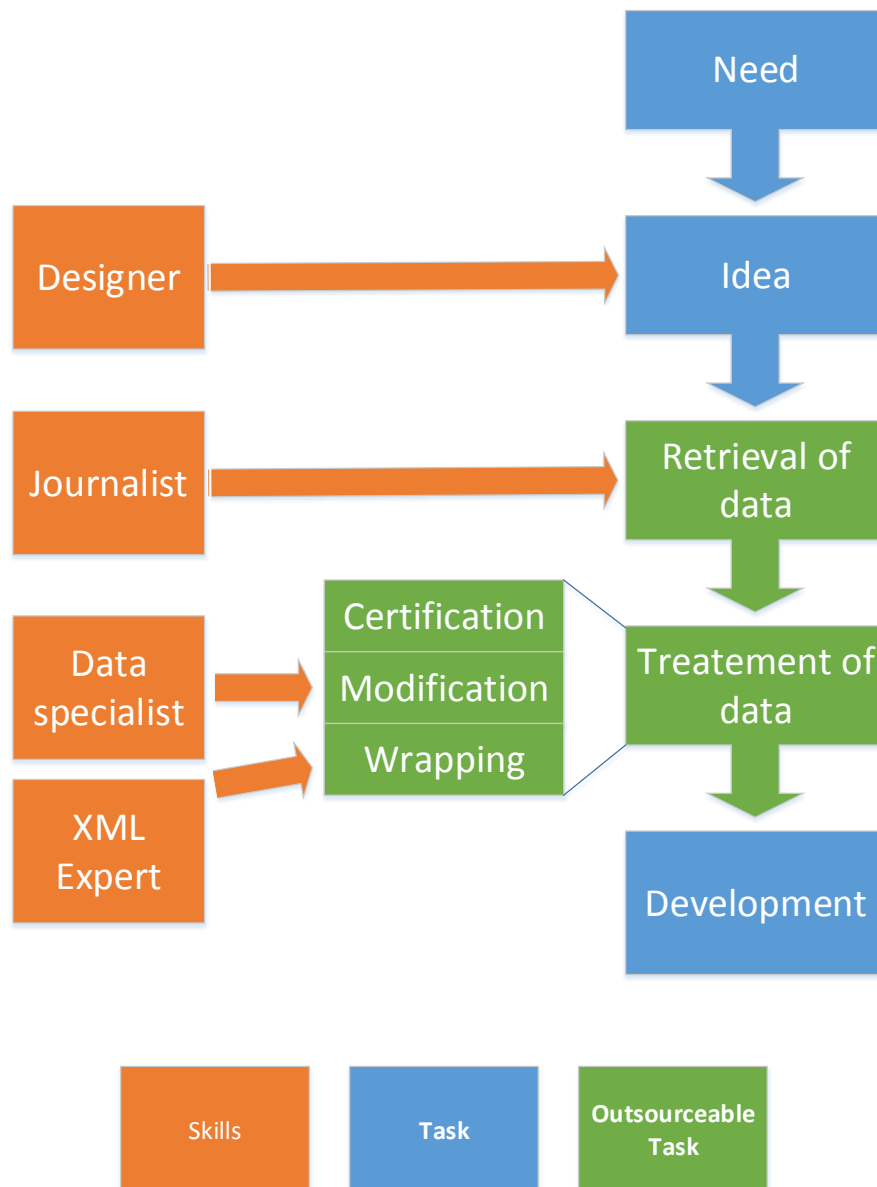 Need
Designer
Idea
Journalist
Retrieval of
data
Certification
Modification
Wrapping
Data
specialist
Treatement of
data
XML
Expert
Development
Skills
Task
Outsourceable
Task